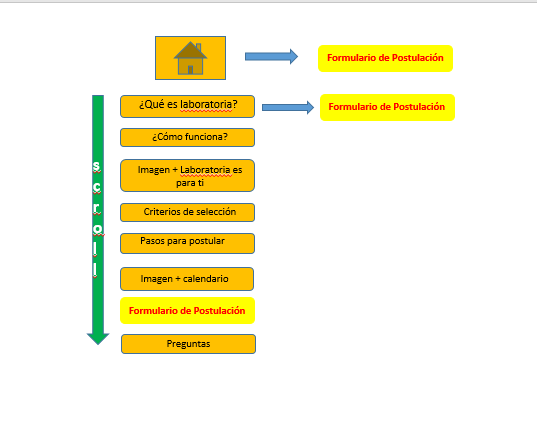 Formulario de Postulación
¿Qué es laboratoria?
Formulario de Postulación
¿Cómo funciona?
Imagen + Laboratoria es
para ti
Criterios de selección
Pasos para postular
Imagen + calendario
Formulario de Postulación
Preguntas
scroll